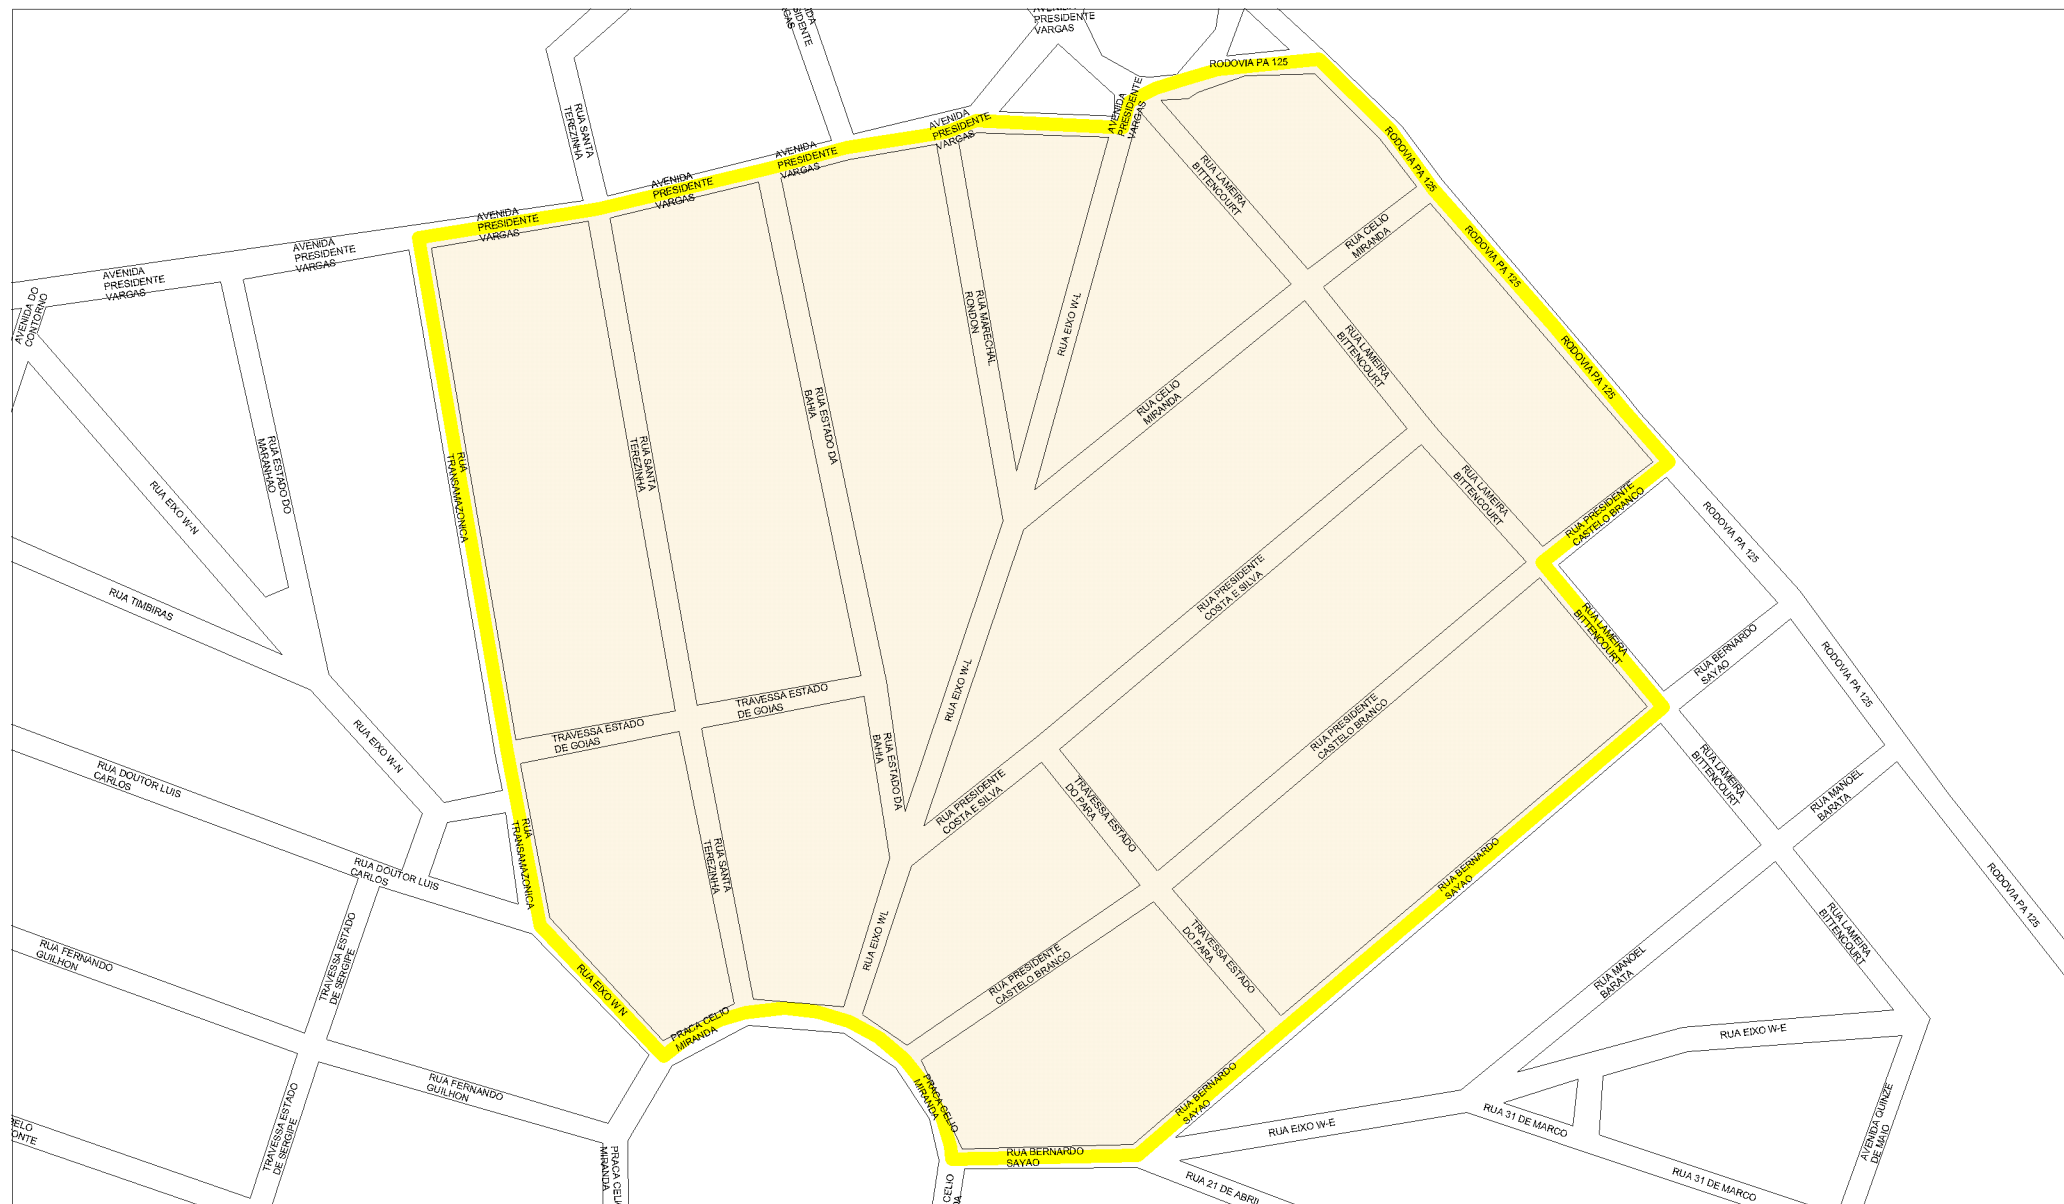 AVENIDA
PRESIDENTE
VARGAS
RODOVIA PA 125
RUA SANTA
TEREZINHA
AVENIDA
PRESIDENTE
VARGAS
AVENIDA
PRESIDENTE
VARGAS
AVENIDA
PRESIDENTE
VARGAS
AVENIDA
PRESIDENTE
VARGAS
AVENIDA
PRESIDENTE
VARGAS
AVENIDA
PRESIDENTE
VARGAS
AVENIDA
PRESIDENTE
VARGAS
RODOVIA PA 125
RUA LAMEIRA
BITTENCOURT
RUA CELIO
MIRANDA
RODOVIA PA 125
AVENIDA DO
CONTORNO
RUA MARECHAL
RONDON
RUA EIXO W-L
RUA LAMEIRA
BITTENCOURT
RODOVIA PA 125
RUA ESTADO DA
BAHIA
RUA CELIO
MIRANDA
RUA ESTADO DO
MARANHAO
RUA
TRANSAMAZONICA
RUA SANTA
TEREZINHA
RUA LAMEIRA
BITTENCOURT
RUA EIXO W-N
RUA PRESIDENTE
CASTELO BRANCO
RODOVIA PA 125
RUA TIMBIRAS
RUA PRESIDENTE
COSTA E SILVA
RUA LAMEIRA
BITTENCOURT
RUA BERNARDO
SAYAO
RODOVIA PA 125
RUA EIXO W-L
TRAVESSA ESTADO
DE GOIAS
TRAVESSA ESTADO
DE GOIAS
RUA EIXO W-N
RUA PRESIDENTE
CASTELO BRANCO
RUA ESTADO DA
BAHIA
RUA LAMEIRA
BITTENCOURT
RUA DOUTOR LUIS
CARLOS
RUA PRESIDENTE
COSTA E SILVA
TRAVESSA ESTADO
DO PARA
RUA MANOEL
BARATA
RUA DOUTOR LUIS
CARLOS
RUA
TRANSAMAZONICA
RUA SANTA
TEREZINHA
RUA BERNARDO
SAYAO
RODOVIA PA 125
RUA FERNANDO
GUILHON
TRAVESSA ESTADO
DE SERGIPE
RUA EIXO WL
RUA LAMEIRA
BITTENCOURT
RUA EIXO W N
RUA PRESIDENTE
CASTELO BRANCO
TRAVESSA ESTADO
DO PARA
RUA MANOEL
BARATA
PRACA CELIO
MIRANDA
RUA EIXO W-E
RUA FERNANDO
GUILHON
PRACA CELIO
MIRANDA
RUA BERNARDO
SAYAO
TRAVESSA ESTADO
DE SERGIPE
RUA 31 DE MARCO
AVENIDA QUINZE
DE MAIO
RUA EIXO W-E
RUA BERNARDO
SAYAO
MIRANDA
RUA 21 DE ABRIL
RUA 31 DE MARCO
CELIO